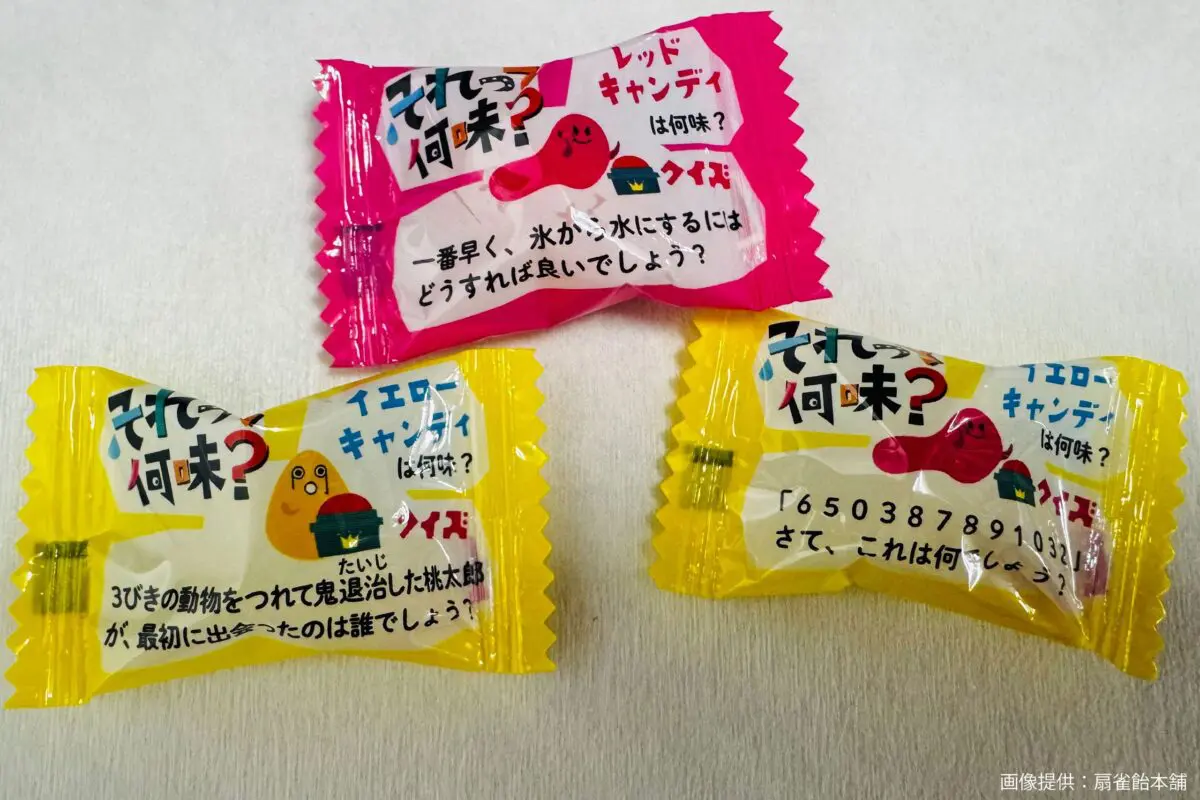 それって
何味?
レッド
キャンディ
は何味？
クイズ
一番早く、氷から水にするには
どうすれば良いでしょう？
それって
何味?
イエロー
キャンディ
は何味？
クイズ
たいじ
3びきの動物をつれて鬼退治した桃太郎
が、最初に出会ったのは誰でしょう？
それって
何味?
イエロー
キャンディ
は何味？
クイズ
「650387891032」
さて、これは何でしょう？
画像提供：扇雀飴本舗